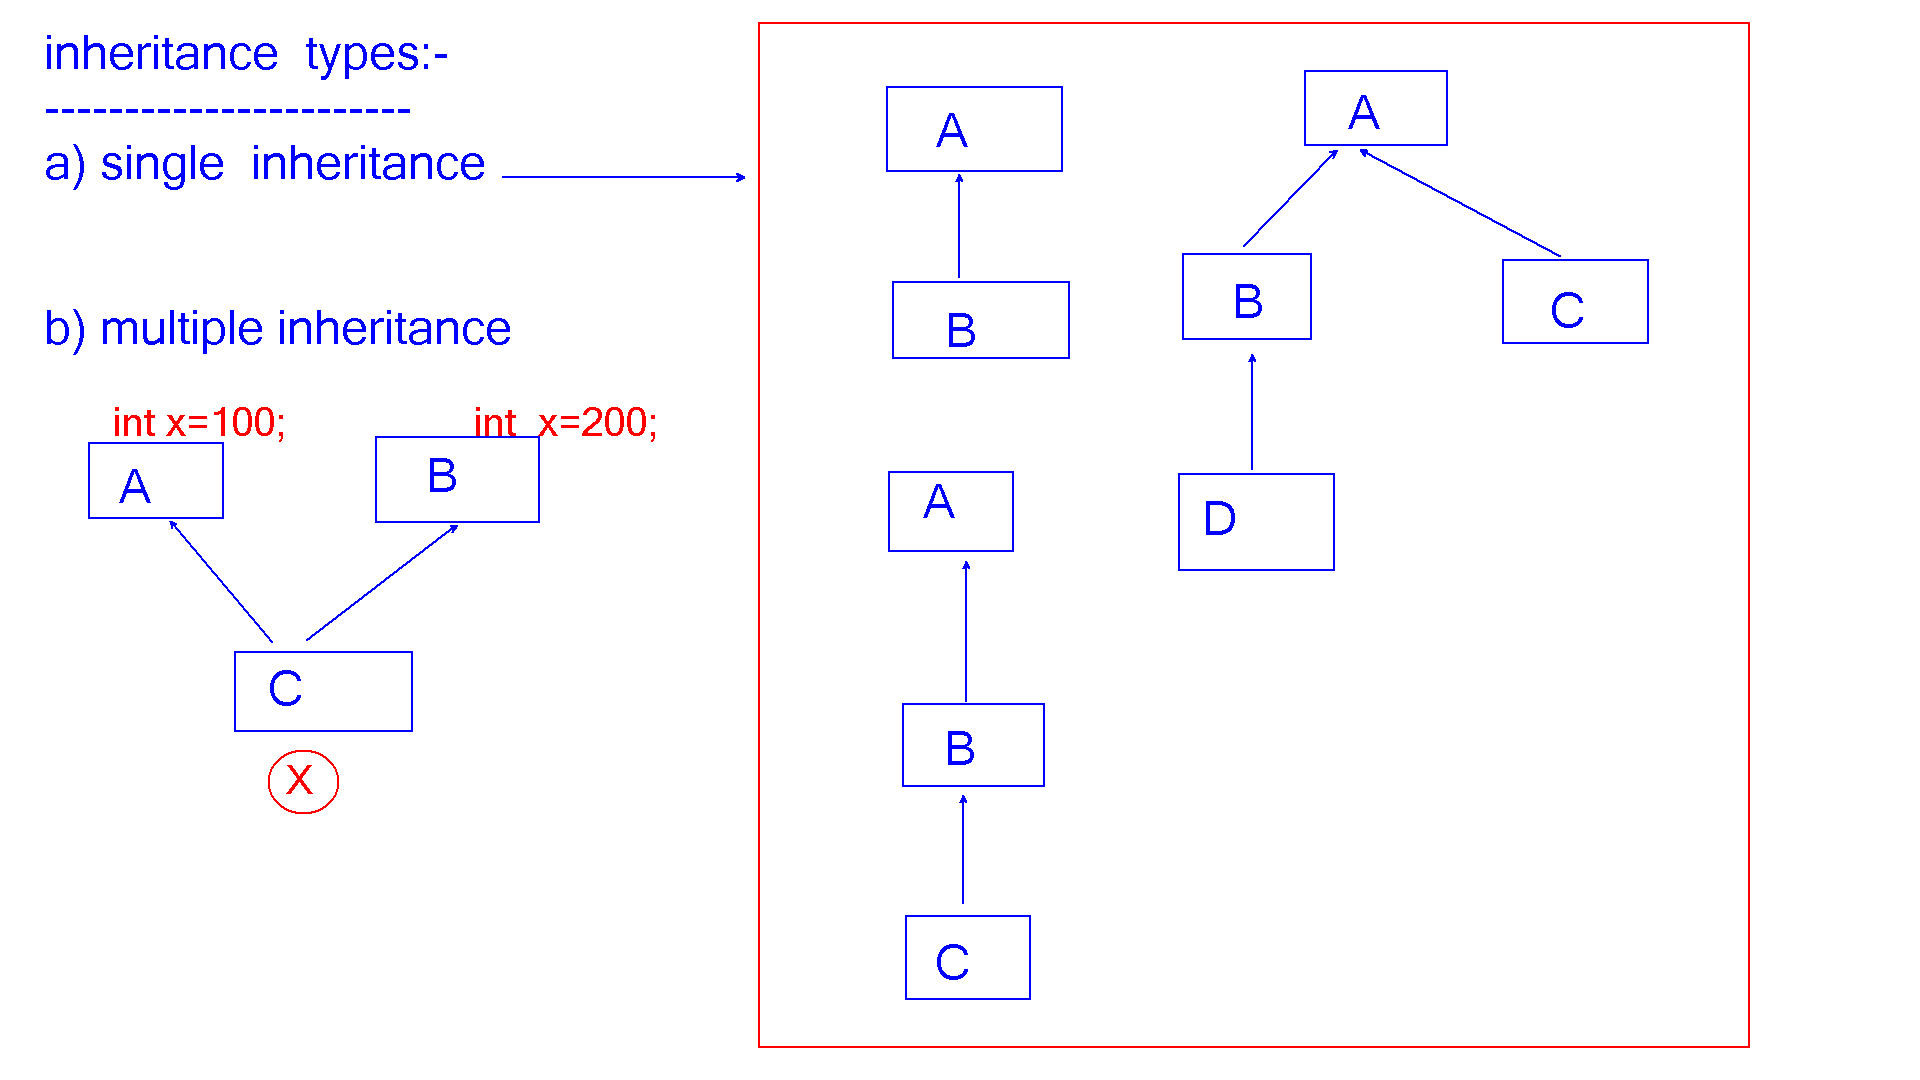 inheritance types:-
-----------------------
a) single inheritance
b) multiple inheritance
int x=100;
int x=200;
A
B
C
X
A
B
A
B
C
A
B
C
D